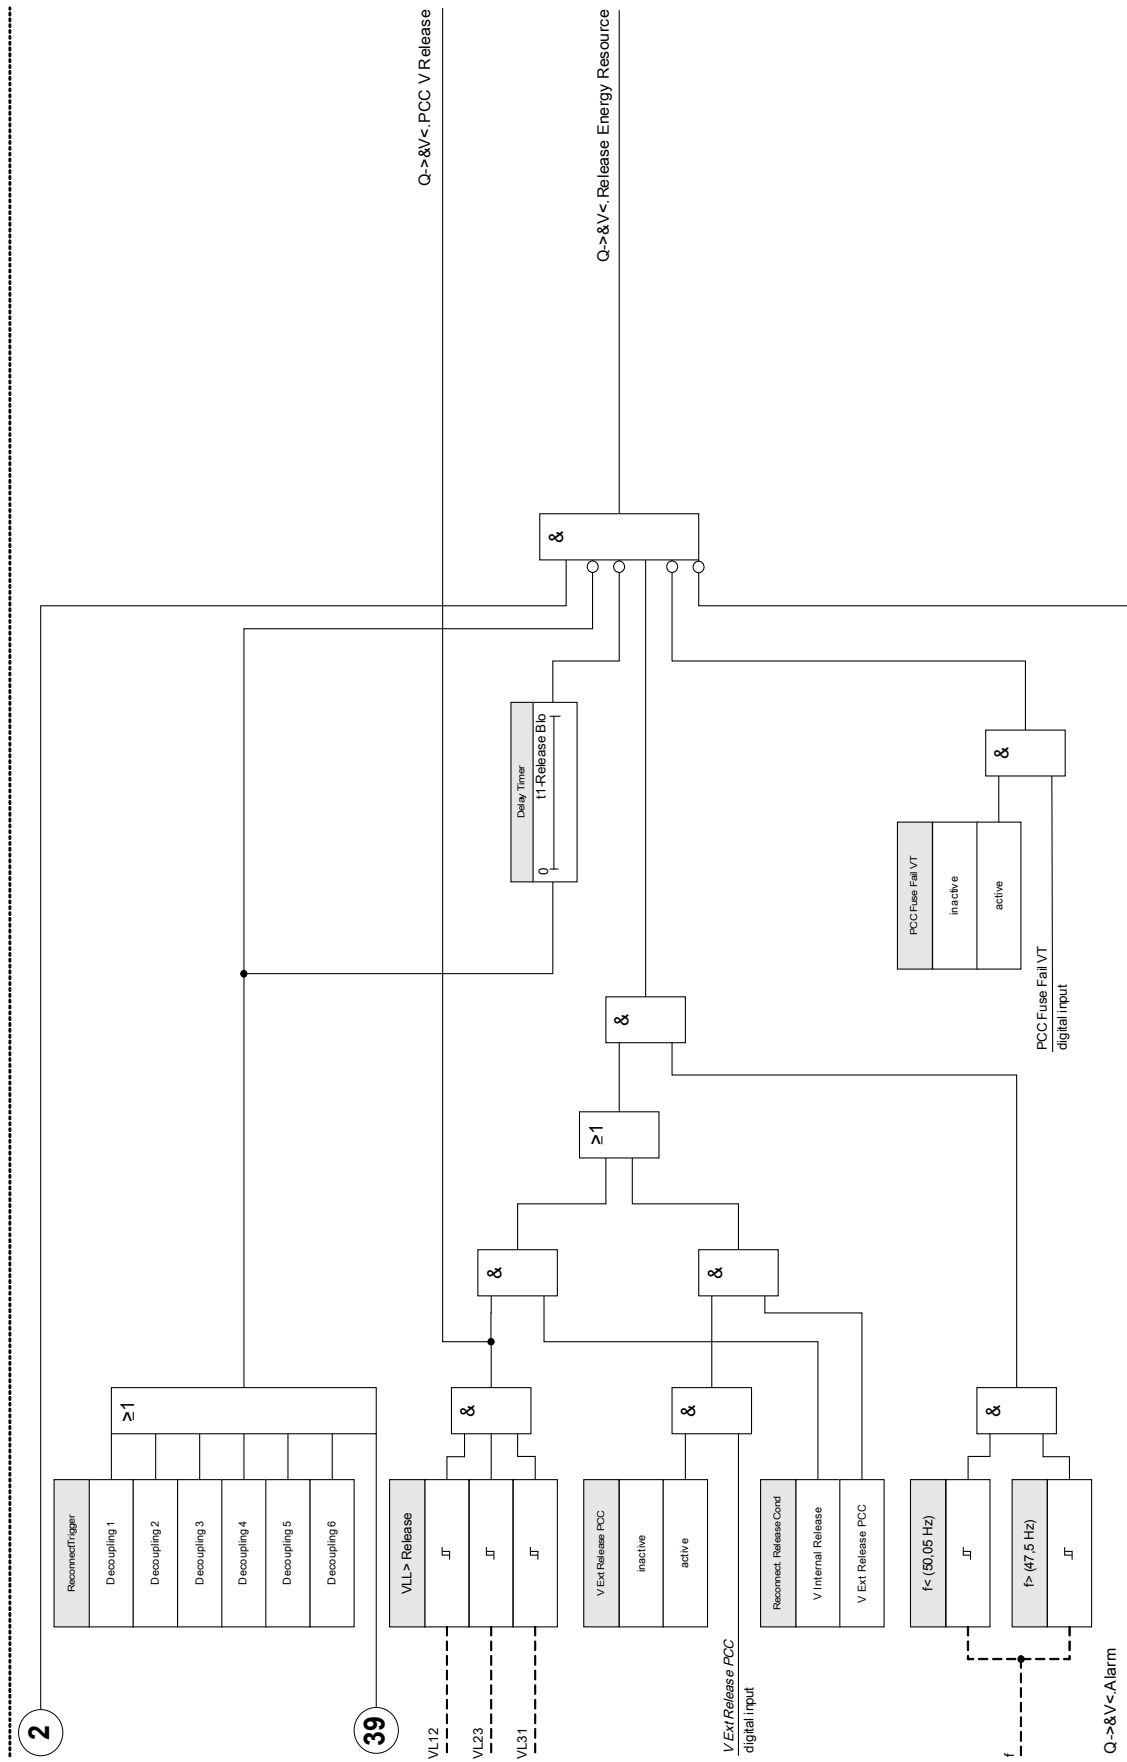 2
ReconnectTrigger
Decoupling 1
Decoupling 2
Decoupling 3
Decoupling 4
Decoupling 5
Decoupling 6
≥1
39
Q->&V<.PCC V Release
Q->&V<.Release Energy Resource
VL12
VL23
VL31
VLL> Release
&
&
V Ext Release PCC
inactive
active
V Ext Release PCC
digital input
&
&
Reconnect. Release Cond
V Internal Release
V Ext Release PCC
≥1
&
Delay Timer
0
t1-Release Blo
&
f
f< (50,05 Hz)
f> (47,5 Hz)
&
PCC Fuse Fail VT
inactive
active
PCC Fuse Fail VT
digital input
&
Q->&V<.Alarm